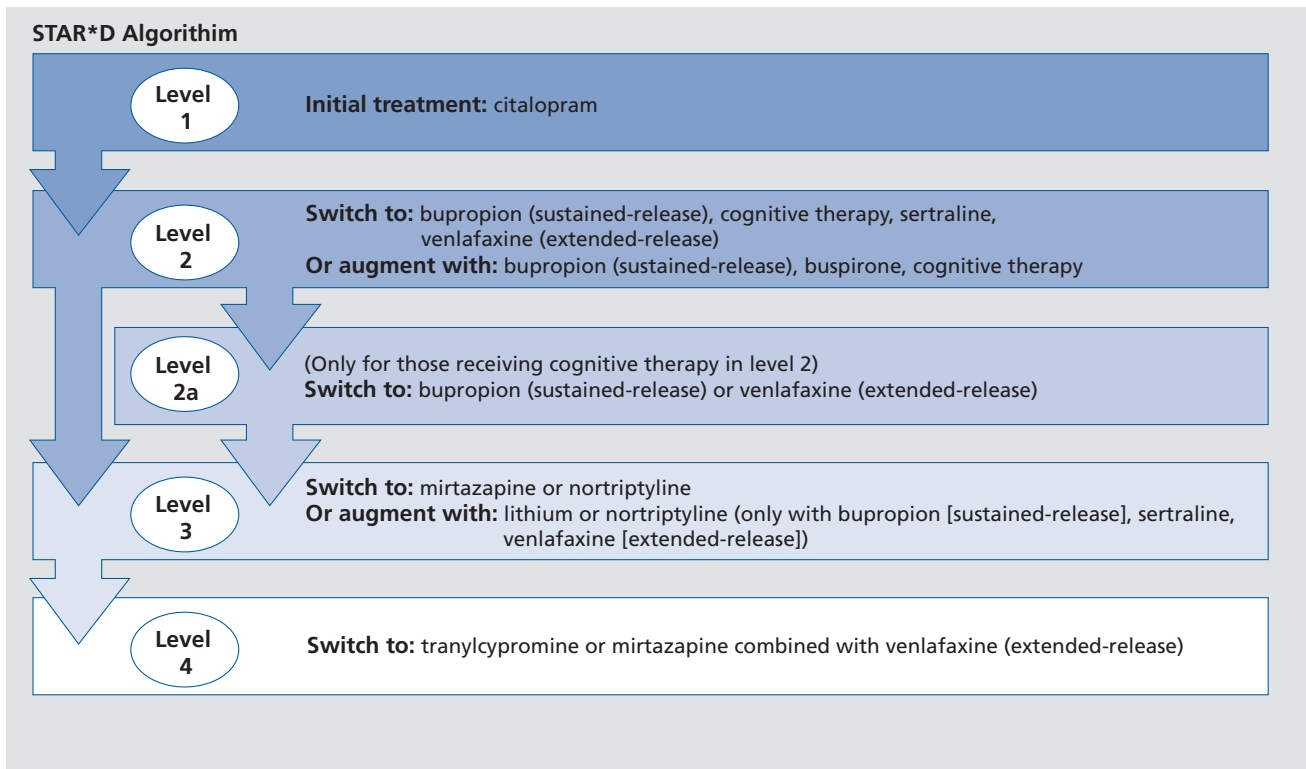 STAR*D Algorithim
Level
1
Initial treatment: citalopram
Level
2
Switch to: bupropion (sustained-release), cognitive therapy, sertraline,
venlafaxine (extended-release)
Or augment with: bupropion (sustained-release), buspirone, cognitive therapy
Level
2a
(Only for those receiving cognitive therapy in level 2)
Switch to: bupropion (sustained-release) or venlafaxine (extended-release)
Level
3
Switch to: mirtazapine or nortriptyline
Or augment with: lithium or nortriptyline (only with bupropion [sustained-release], sertraline,
venlafaxine [extended-release])
Level
4
Switch to: tranylcypromine or mirtazapine combined with venlafaxine (extended-release)